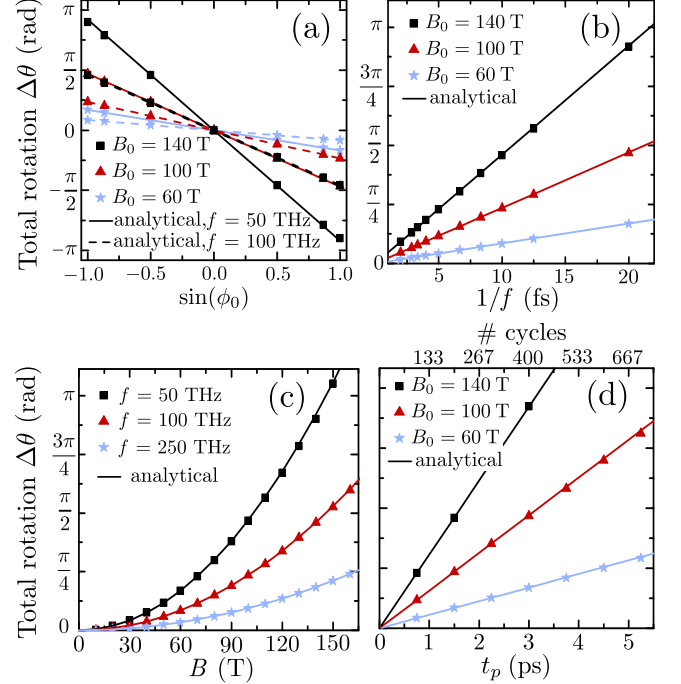 Total rotation Δθ (rad)
π
π/2
0
−π/2
−π
(a)
B₀ = 140 T
B₀ = 100 T
B₀ = 60 T
analytical, f = 50 THz
analytical, f = 100 THz
−1.0 −0.5 0.0 0.5 1.0
sin(ϕ₀)
π
3π/4
π/2
π/4
0
(b)
B₀ = 140 T
B₀ = 100 T
B₀ = 60 T
analytical
5 10 15 20
1/f (fs)
Total rotation Δθ (rad)
π
3π/4
π/2
π/4
0
(c)
f = 50 THz
f = 100 THz
f = 250 THz
analytical
0 30 60 90 120 150
B (T)
# cycles
133 267 400 533 667
(d)
B₀ = 140 T
B₀ = 100 T
B₀ = 60 T
analytical
0 1 2 3 4 5
tₚ (ps)